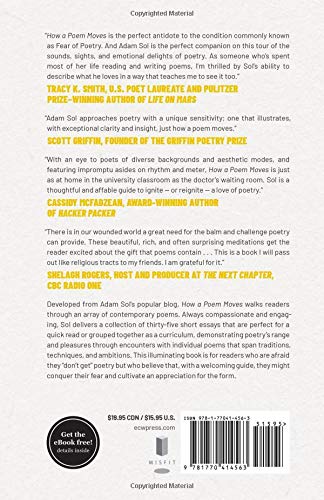 Copyrighted Material
"How a Poem Moves is the perfect antidote to the condition commonly known
as Fear of Poetry. And Adam Sol is the perfect companion on this tour of the
sounds, sights, and emotional delights of poetry. As someone who's spent
most of her life reading and writing poems, I'm thrilled by Sol's ability to
describe what he loves in a way that teaches me to see it too."
TRACY K. SMITH, U.S. POET LAUREATE AND PULITZER
PRIZE–WINNING AUTHOR OF LIFE ON MARS
"Adam Sol approaches poetry with a unique sensitivity; one that illustrates,
with exceptional clarity and insight, just how a poem moves."
SCOTT GRIFFIN, FOUNDER OF THE GRIFFIN POETRY PRIZE
"With an eye to poets of diverse backgrounds and aesthetic modes, and
featuring impromptu asides on rhythm and meter, How a Poem Moves is just
as at home in the university classroom as the doctor's waiting room. Sol is a
thoughtful and affable guide to ignite — or reignite — a love of poetry."
CASSIDY MCFADZEAN, AWARD-WINNING AUTHOR
OF HACKER PACKER
"There is in our wounded world a great need for the balm and challenge poetry
can provide. These beautiful, rich, and often surprising meditations get the
reader excited about the gift that poems contain . . . This is a book I will pass
out like religious tracts to my friends. I am grateful for it."
SHELAGH ROGERS, HOST AND PRODUCER AT THE NEXT CHAPTER,
CBC RADIO ONE
Developed from Adam Sol's popular blog, How a Poem Moves walks readers
through an array of contemporary poems. Always compassionate and engag-
ing, Sol delivers a collection of thirty-five short essays that are perfect for a
quick read or grouped together as a curriculum, demonstrating poetry's range
and pleasures through encounters with individual poems that span traditions,
techniques, and ambitions. This illuminating book is for readers who are afraid
they "don't get" poetry but who believe that, with a welcoming guide, they might
conquer their fear and cultivate an appreciation for the form.
Get the
eBook free!
details inside
$19.95 CDN / $15.95 U.S.
ecwpress.com
MISFIT
ISBN 978-1-77041-456-3
51595>
9 781770 414563
Copyrighted Material